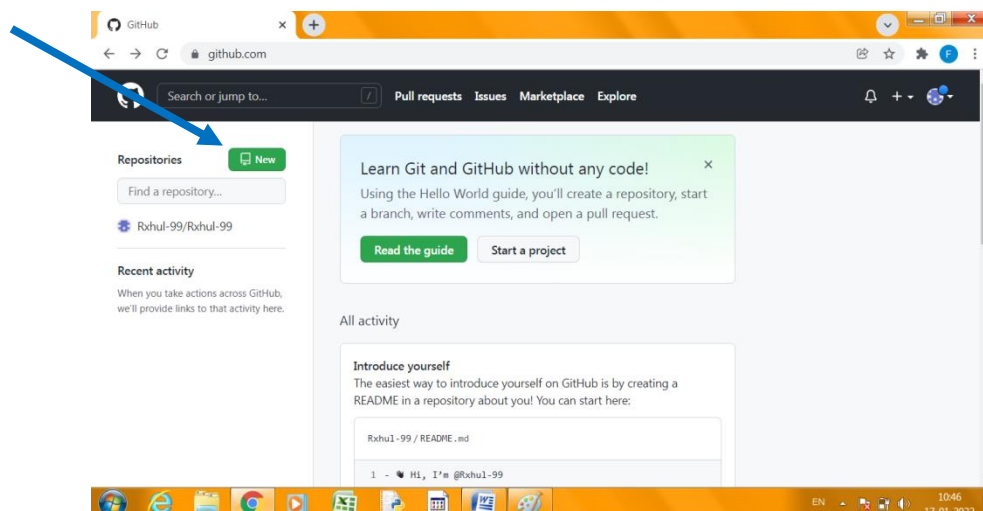 GitHub
github.com
F
Search or jump to...
/
Pull requests Issues Marketplace Explore
Repositories
New
Find a repository...
Rxhul-99/Rxhul-99
Recent activity
When you take actions across GitHub,
we'll provide links to that activity here.
Learn Git and GitHub without any code!
Using the Hello World guide, you'll create a repository, start
a branch, write comments, and open a pull request.
Read the guide
Start a project
All activity
Introduce yourself
The easiest way to introduce yourself on GitHub is by creating a
README in a repository about you! You can start here:
Rxhul-99 / README.md
1 - 👋 Hi, I'm @Rxhul-99
EN
10:46
17-01-2022